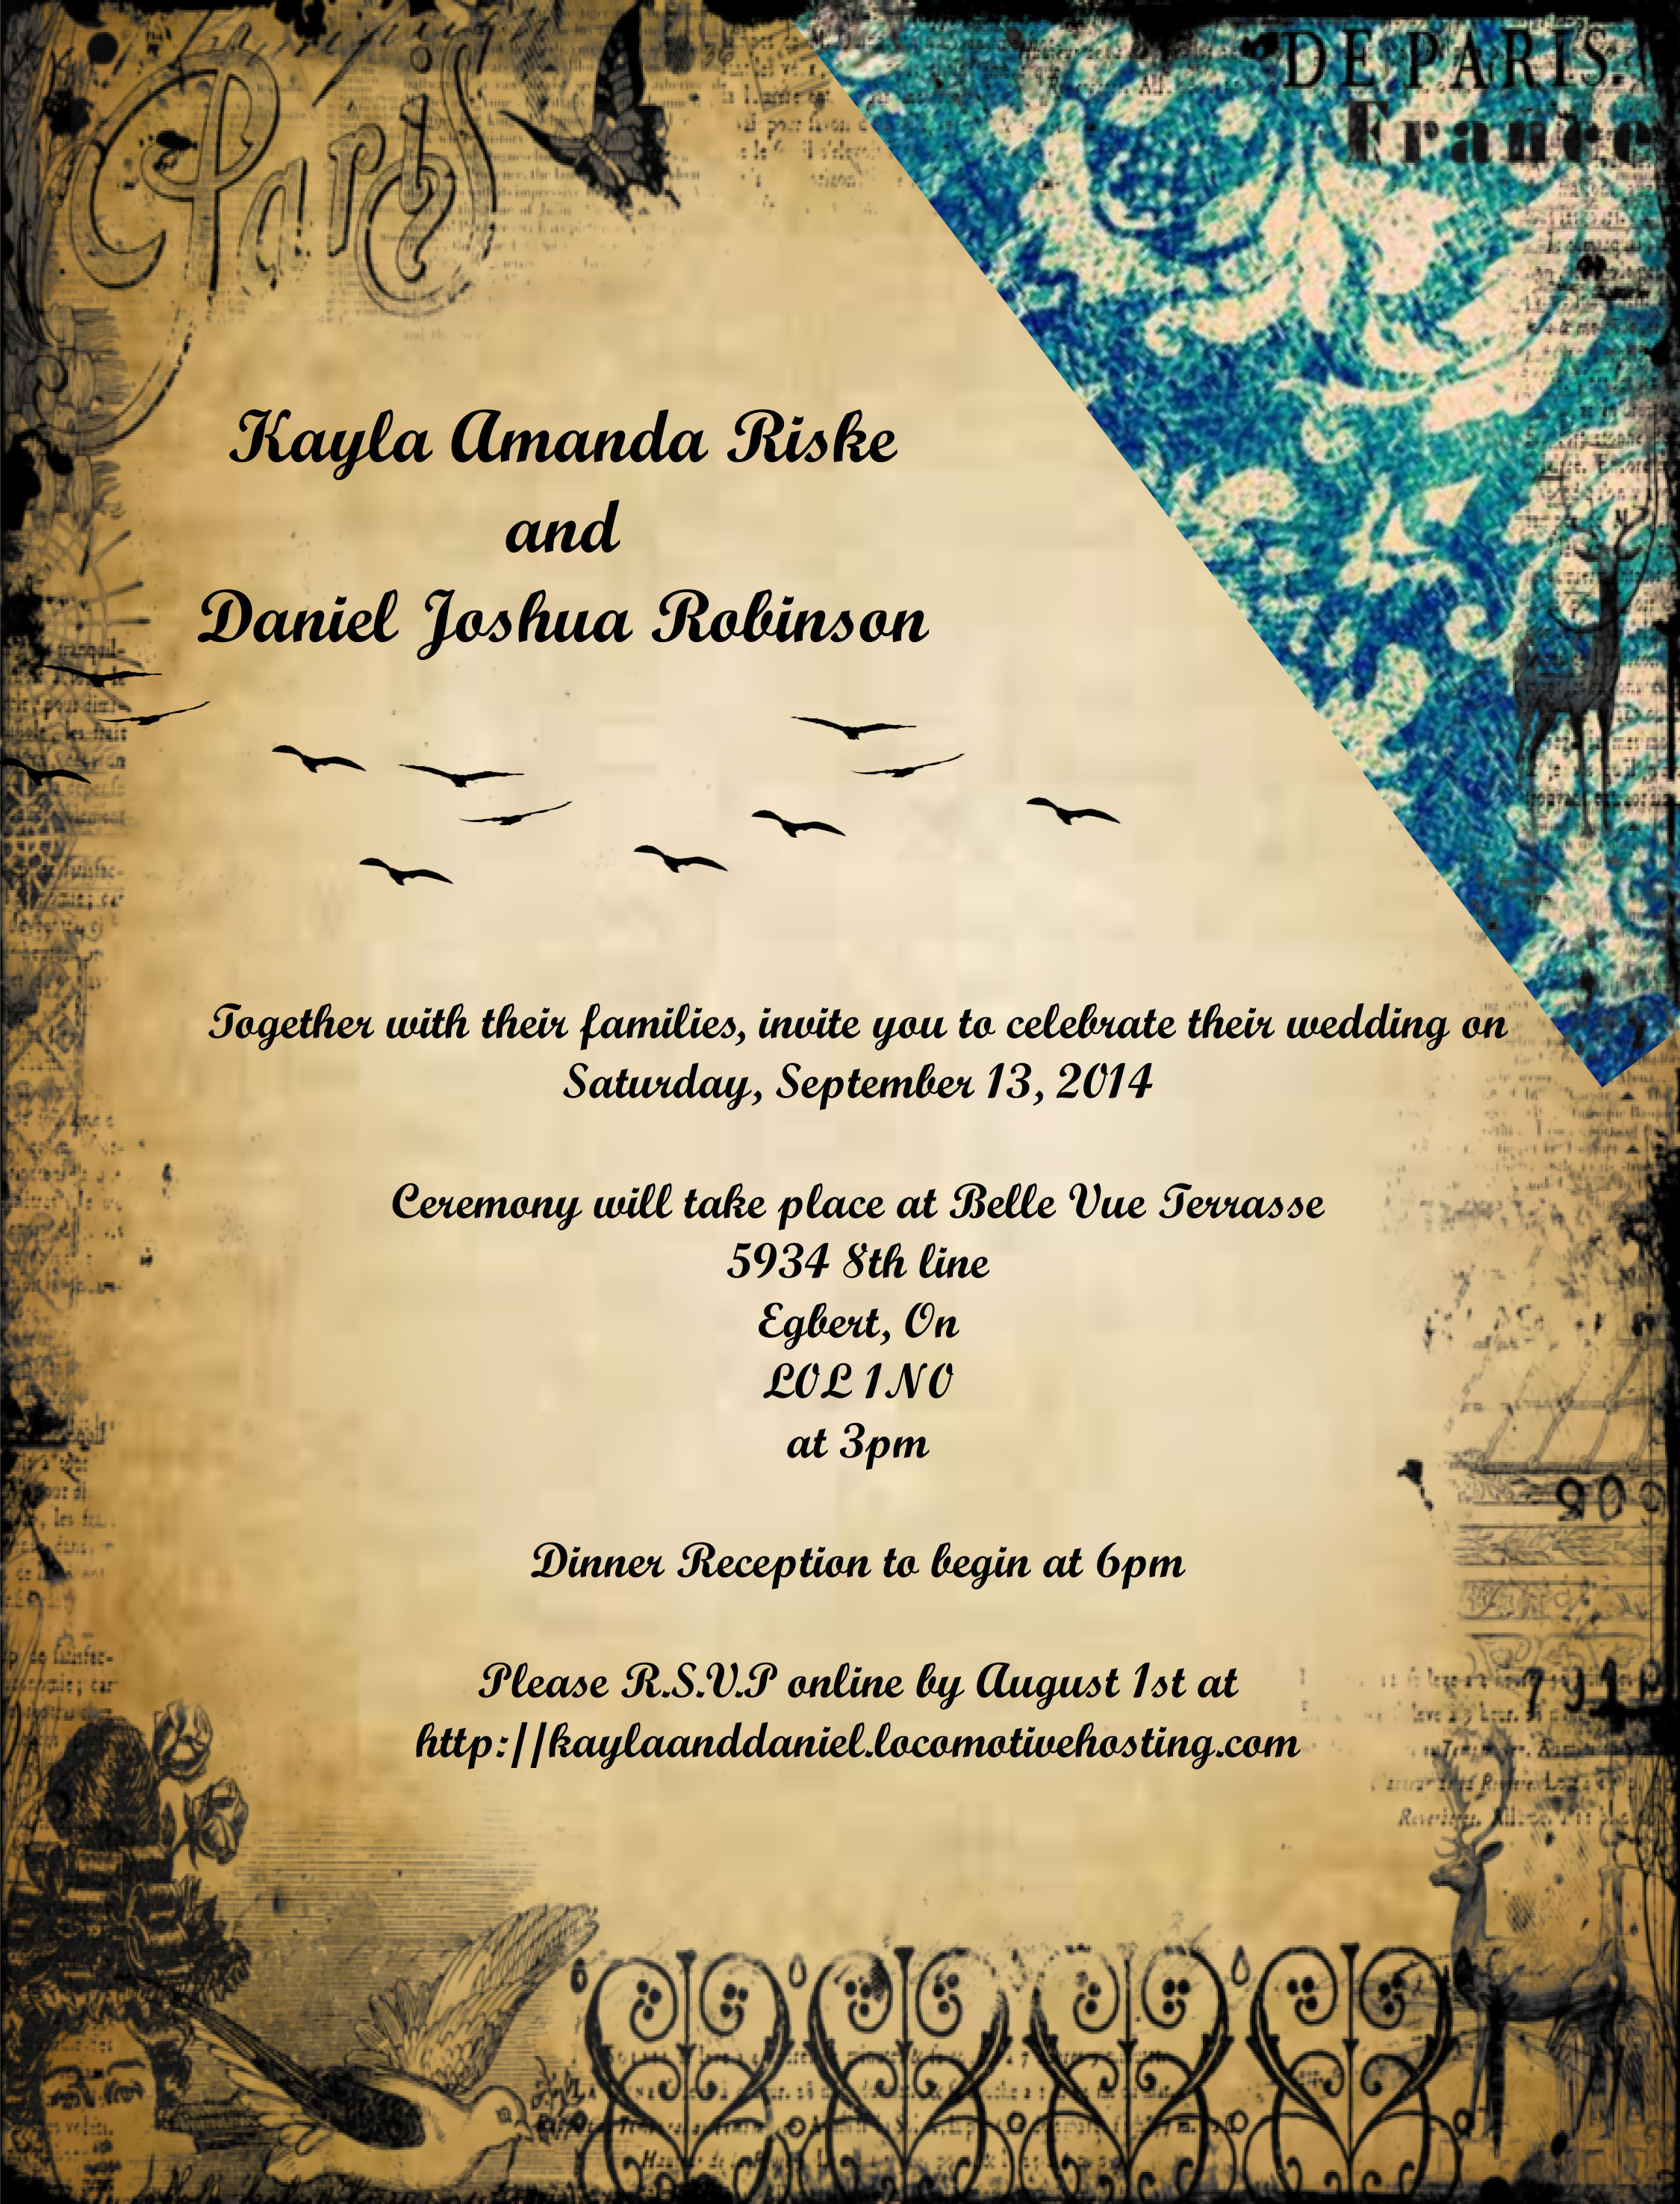 Paris
DE PARIS.
France
Kayla Amanda Riske
and
Daniel Joshua Robinson
Together with their families, invite you to celebrate their wedding on
Saturday, September 13, 2014
Ceremony will take place at Belle Vue Terrasse
5934 8th line
Egbert, On
L0L 1N0
at 3pm
Dinner Reception to begin at 6pm
Please R.S.V.P online by August 1st at
http://kaylaanddaniel.locomotivehosting.com